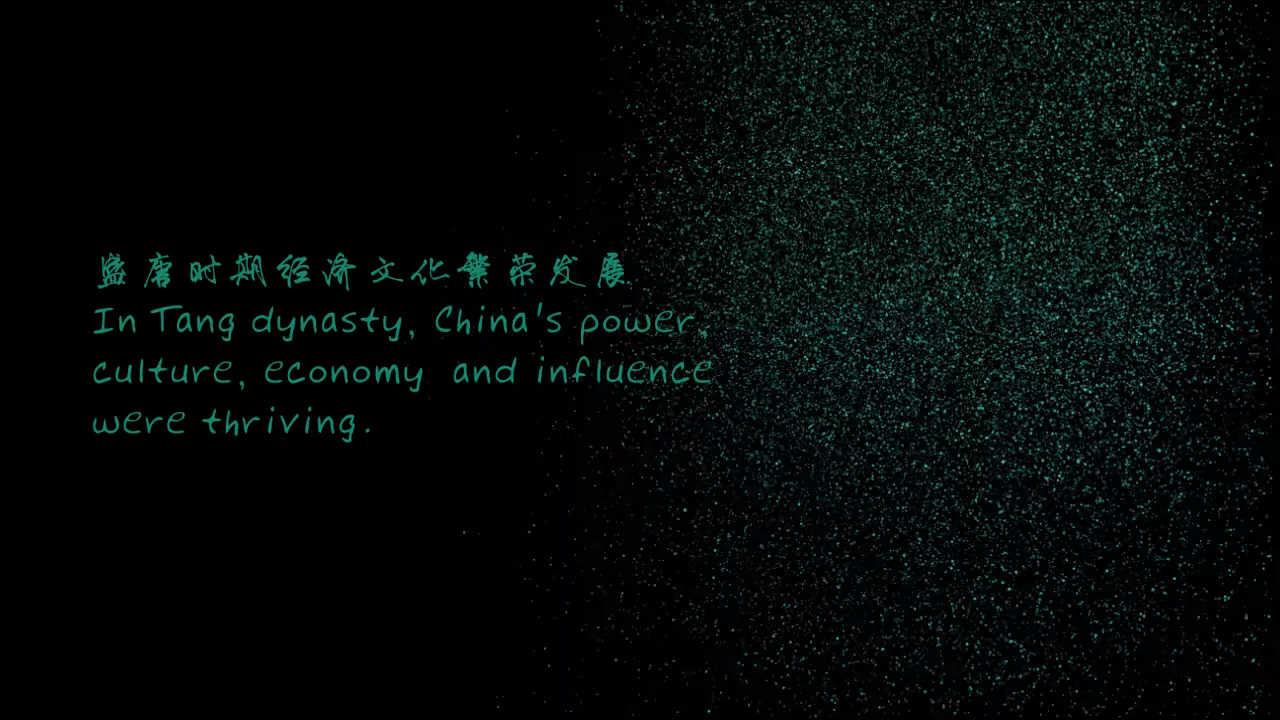 盛唐时期经济文化繁荣发展
In Tang dynasty, China's power,
culture, economy and influence
were thriving.